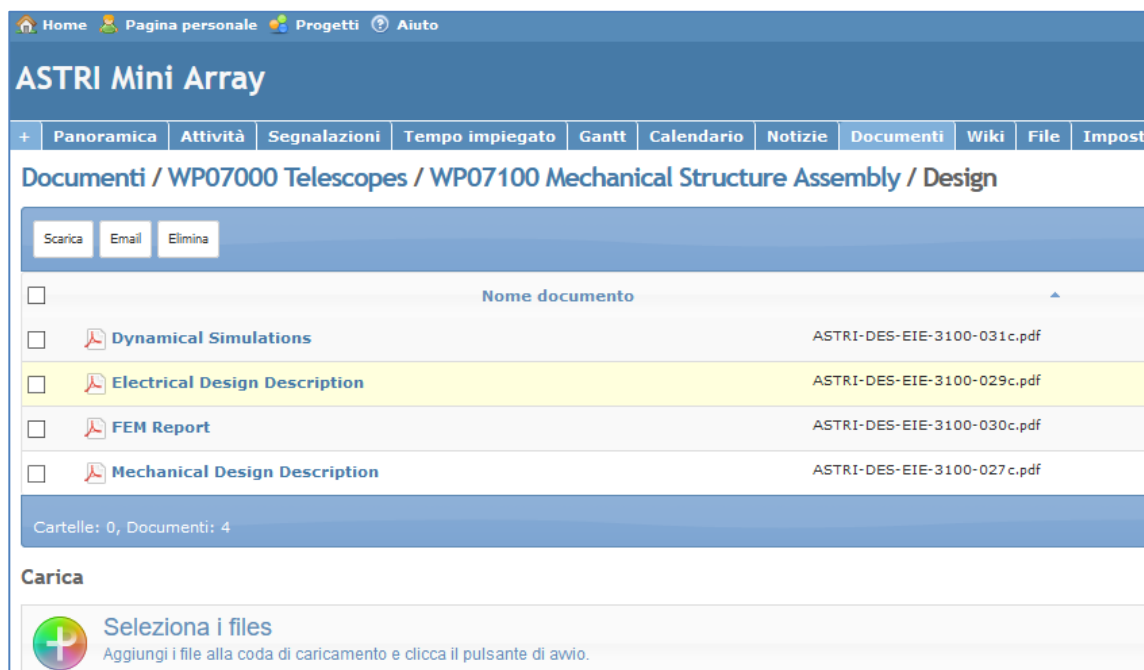 Home Pagina personale Progetti Aiuto
ASTRI Mini Array
+ Panoramica Attività Segnalazioni Tempo impiegato Gantt Calendario Notizie Documenti Wiki File Impost
Documenti / WP07000 Telescopes / WP07100 Mechanical Structure Assembly / Design
Scarica Email Elimina
Nome documento
Dynamical Simulations ASTRI-DES-EIE-3100-031c.pdf
Electrical Design Description ASTRI-DES-EIE-3100-029c.pdf
FEM Report ASTRI-DES-EIE-3100-030c.pdf
Mechanical Design Description ASTRI-DES-EIE-3100-027c.pdf
Cartelle: 0, Documenti: 4
Carica
Seleziona i files
Aggiungi i file alla coda di caricamento e clicca il pulsante di avvio.